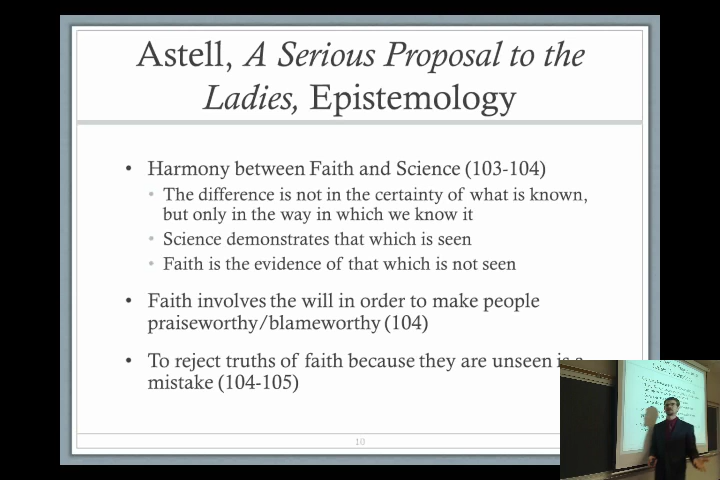 Astell, A Serious Proposal to the
Ladies, Epistemology
• Harmony between Faith and Science (103-104)
• The difference is not in the certainty of what is known,
but only in the way in which we know it
• Science demonstrates that which is seen
• Faith is the evidence of that which is not seen
• Faith involves the will in order to make people
praiseworthy/blameworthy (104)
• To reject truths of faith because they are unseen is a
mistake (104-105)
10